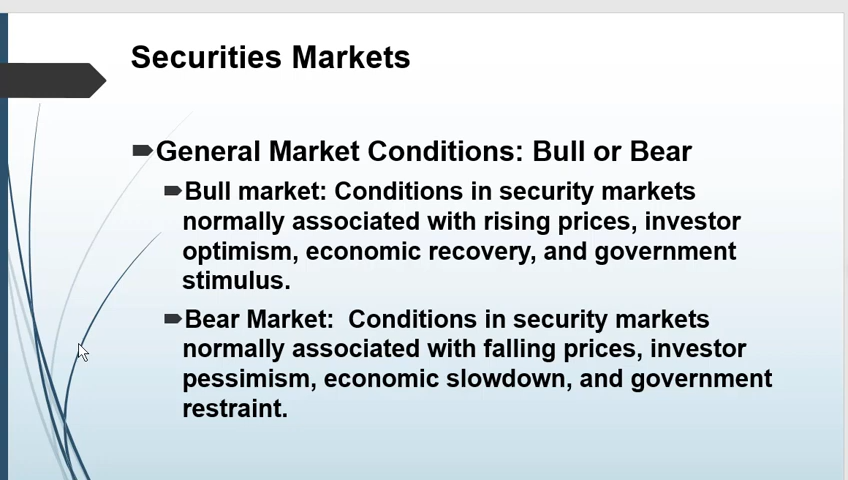 Securities Markets
General Market Conditions: Bull or Bear
Bull market: Conditions in security markets
normally associated with rising prices, investor
optimism, economic recovery, and government
stimulus.
Bear Market: Conditions in security markets
normally associated with falling prices, investor
pessimism, economic slowdown, and government
restraint.